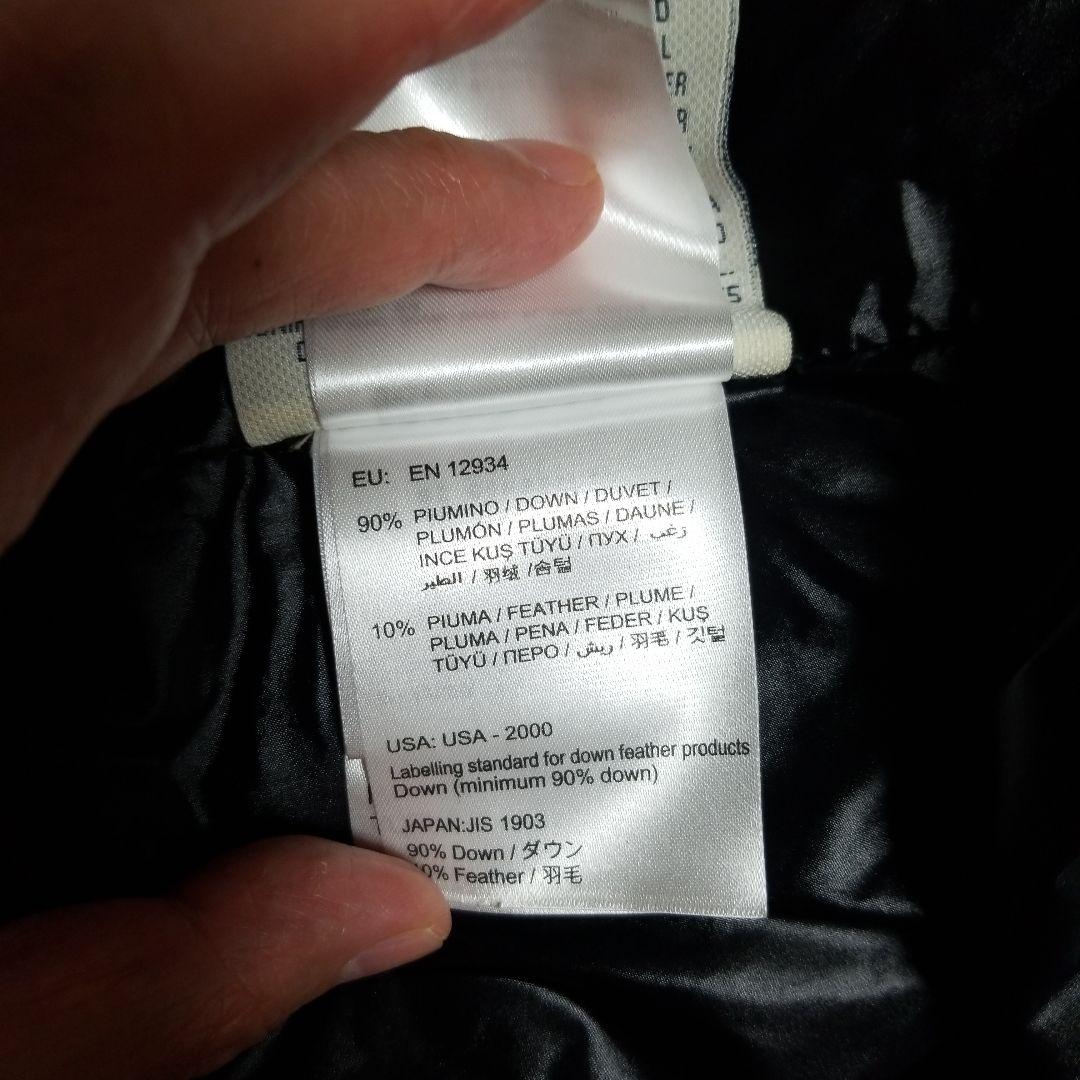 EU: EN 12934
90% PIUMINO / DOWN / DUVET /
PLUMÓN / PLUMAS / DAUNE /
INCE KUŞ TÜYÜ / ПУХ / زغب
الطير / 羽绒 /솜털
10% PIUMA / FEATHER / PLUME /
PLUMA / PENA / FEDER / KUŞ
TÜYÜ / ПЕРО / ريش / 羽毛 / 깃털
USA: USA - 2000
Labelling standard for down feather products
Down (minimum 90% down)
JAPAN:JIS 1903
90% Down / ダウン
0% Feather / 羽毛